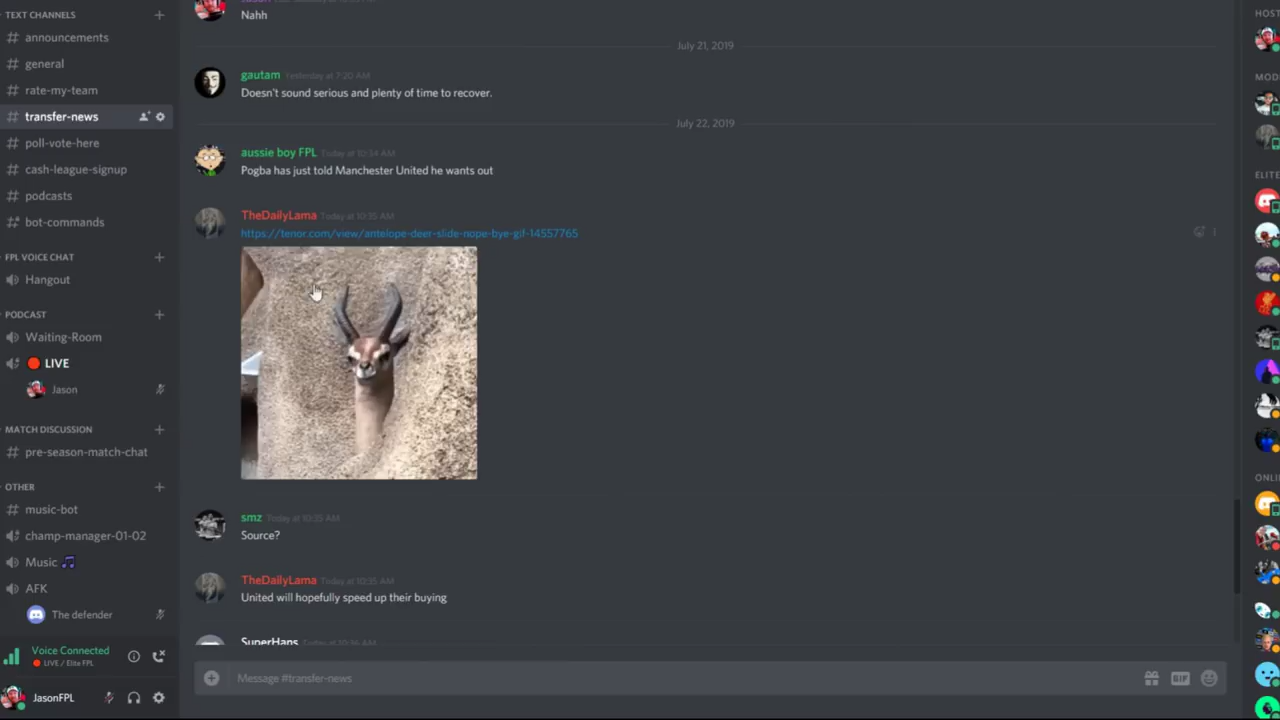 TEXT CHANNELS
announcements
general
rate-my-team
transfer-news
poll-vote-here
cash-league-signup
podcasts
bot-commands
FPL VOICE CHAT
Hangout
PODCAST
Waiting-Room
LIVE
Jason
MATCH DISCUSSION
pre-season-match-chat
OTHER
music-bot
champ-manager-01-02
Music
AFK
The defender
Voice Connected
LIVE / Elite FPL
JasonFPL
Nahh
July 21, 2019
gautam Yesterday at 7:20 AM
Doesn't sound serious and plenty of time to recover.
July 22, 2019
aussie boy FPL Today at 10:34 AM
Pogba has just told Manchester United he wants out
TheDailyLama Today at 10:35 AM
https://tenor.com/view/antelope-deer-slide-nope-bye-gif-14557765
smz Today at 10:35 AM
Source?
TheDailyLama Today at 10:35 AM
United will hopefully speed up their buying
SuperHans Today at 10:36 AM
Message #transfer-news
GIF
HOST
MOD
ELITE
ONLI